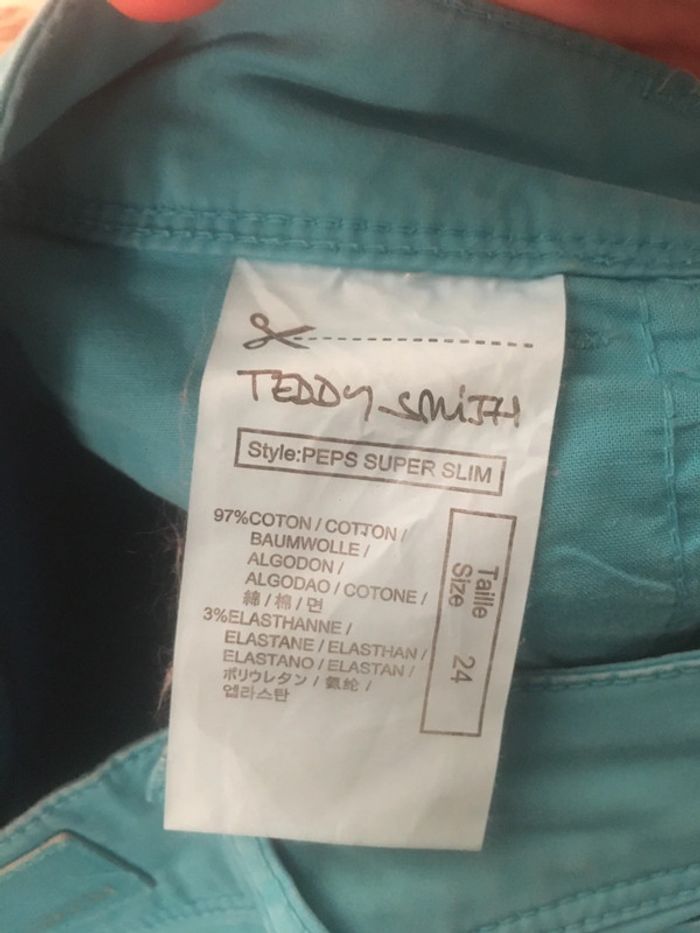 TEDDY SMITH
Style:PEPS SUPER SLIM
97%COTON / COTTON /
BAUMWOLLE /
ALGODON /
ALGODAO / COTONE /
綿 / 棉 / 면
3%ELASTHANNE /
ELASTANE / ELASTHAN /
ELASTANO / ELASTAN /
ポリウレタン / 氨纶 /
엘라스탄
Taille
Size 24